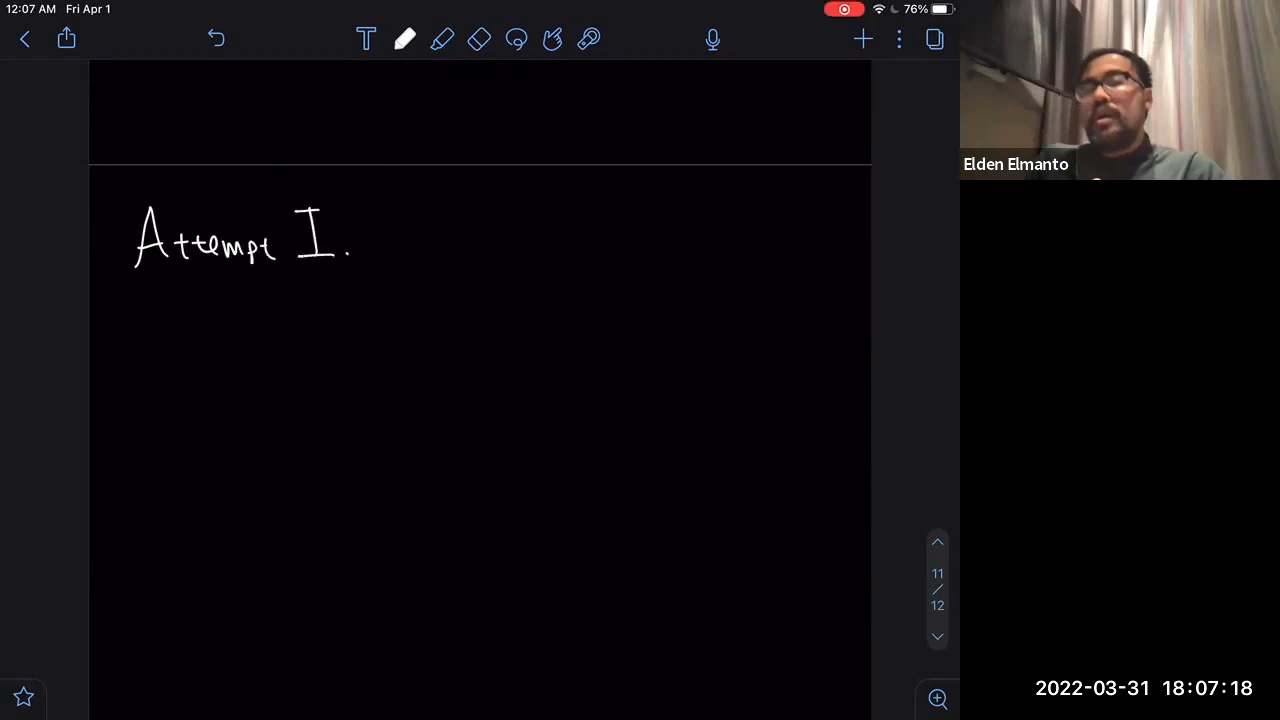 12:07 AM Fri Apr 1
76%
T
Attempt I.
11
/
12
Elden Elmanto
2022-03-31 18:07:18